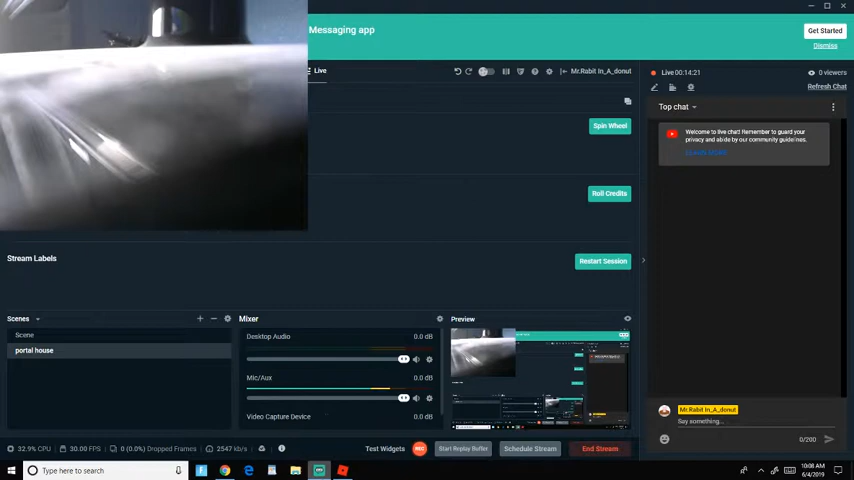 Messaging app
Get Started
Dismiss
Live
Mr.Rabit In_A_donut
Live 00:14:21
0 viewers
Refresh Chat
Top chat
Welcome to live chat! Remember to guard your
privacy and abide by our community guidelines.
LEARN MORE
Spin Wheel
Roll Credits
Stream Labels
Restart Session
Scenes
Scene
portal house
Mixer
Desktop Audio
0.0 dB
Mic/Aux
0.0 dB
Video Capture Device
0.0 dB
Preview
Mr.Rabit In_A_donut
Say something...
0/200
32.9% CPU
30.00 FPS
0 (0.0%) Dropped Frames
2547 kb/s
Test Widgets
REC
Start Replay Buffer
Schedule Stream
End Stream
Type here to search
10:08 AM
6/4/2019